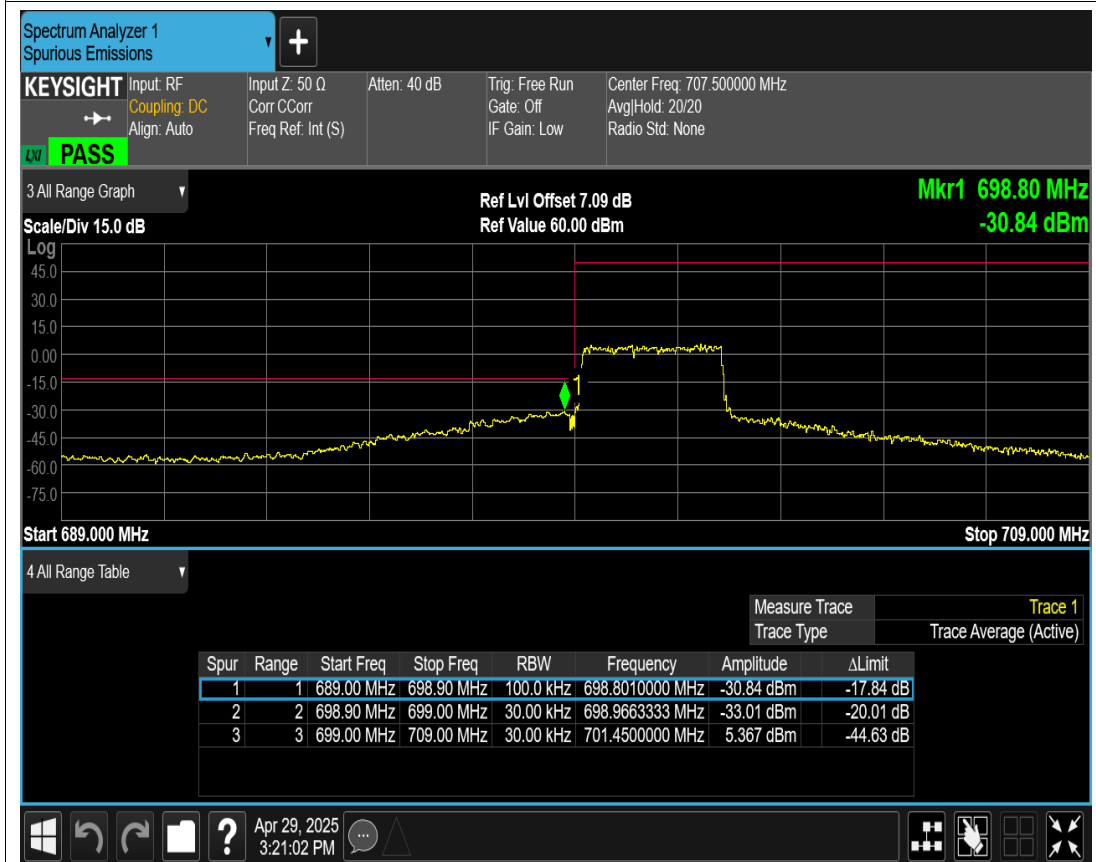 Spectrum Analyzer 1
Spurious Emissions
+
KEYSIGHT
Input: RF
Coupling: DC
Align: Auto
Input Z: 50 Ω
Corr CCorr
Freq Ref: Int (S)
Atten: 40 dB
Trig: Free Run
Gate: Off
IF Gain: Low
Center Freq: 707.500000 MHz
Avg|Hold: 20/20
Radio Std: None
LXI PASS
3 All Range Graph
Ref Lvl Offset 7.09 dB
Mkr1 698.80 MHz
Scale/Div 15.0 dB
Ref Value 60.00 dBm
-30.84 dBm
Log
45.0
30.0
15.0
0.00
-15.0
1
-30.0
-45.0
-60.0
-75.0
Start 689.000 MHz
Stop 709.000 MHz
4 All Range Table
Measure Trace Trace 1
Trace Type Trace Average (Active)
Spur Range Start Freq Stop Freq RBW Frequency Amplitude ΔLimit
1 1 689.00 MHz 698.90 MHz 100.0 kHz 698.8010000 MHz -30.84 dBm -17.84 dB
2 2 698.90 MHz 699.00 MHz 30.00 kHz 698.9663333 MHz -33.01 dBm -20.01 dB
3 3 699.00 MHz 709.00 MHz 30.00 kHz 701.4500000 MHz 5.367 dBm -44.63 dB
?
Apr 29, 2025
3:21:02 PM